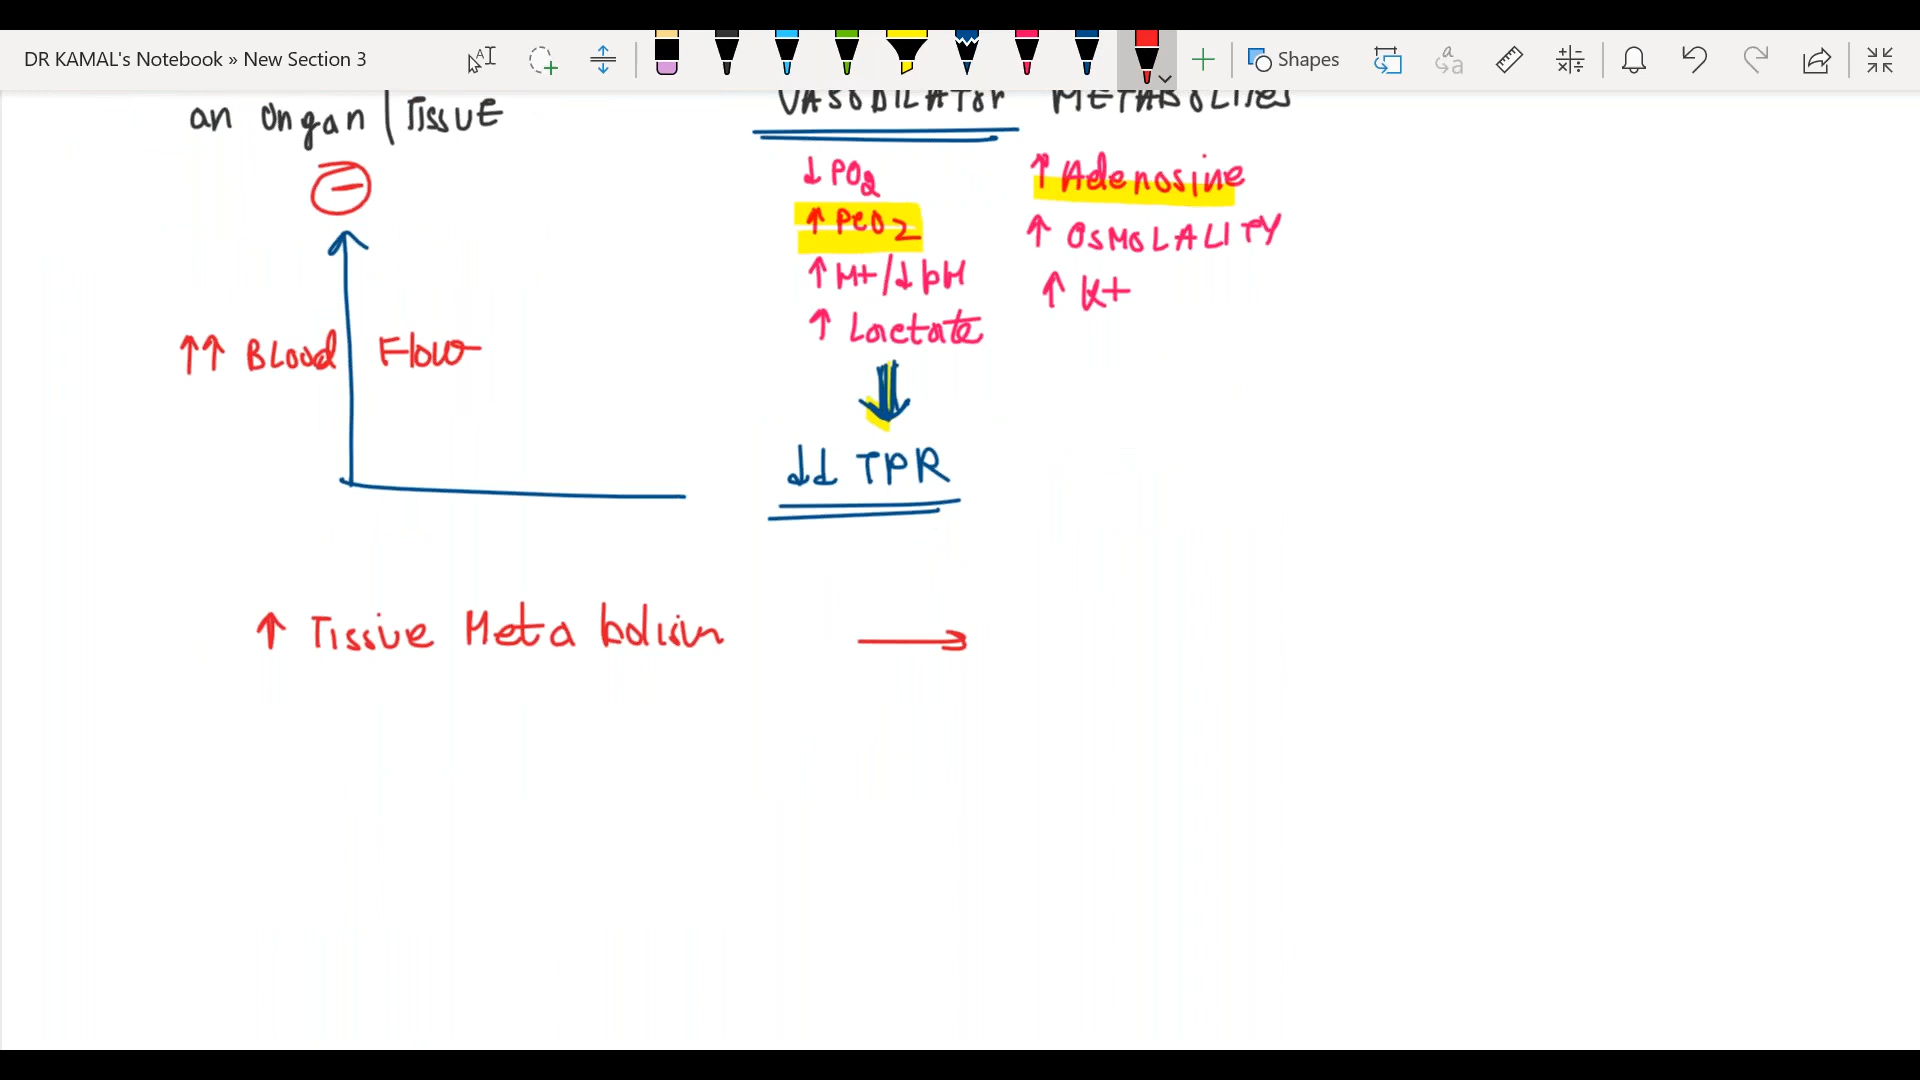 DR KAMAL's Notebook » New Section 3
Shapes
an Organ | TISSUE
VASODILATOR METABOLITES
↓ PO2
↑ Adenosine
↑ PCO2
↑ OSMOLALITY
↑ H+/↓pH
↑ K+
↑ Lactate
↑↑ BLOOD FLOW
↓↓ TPR
↑ Tissue Metabolism →